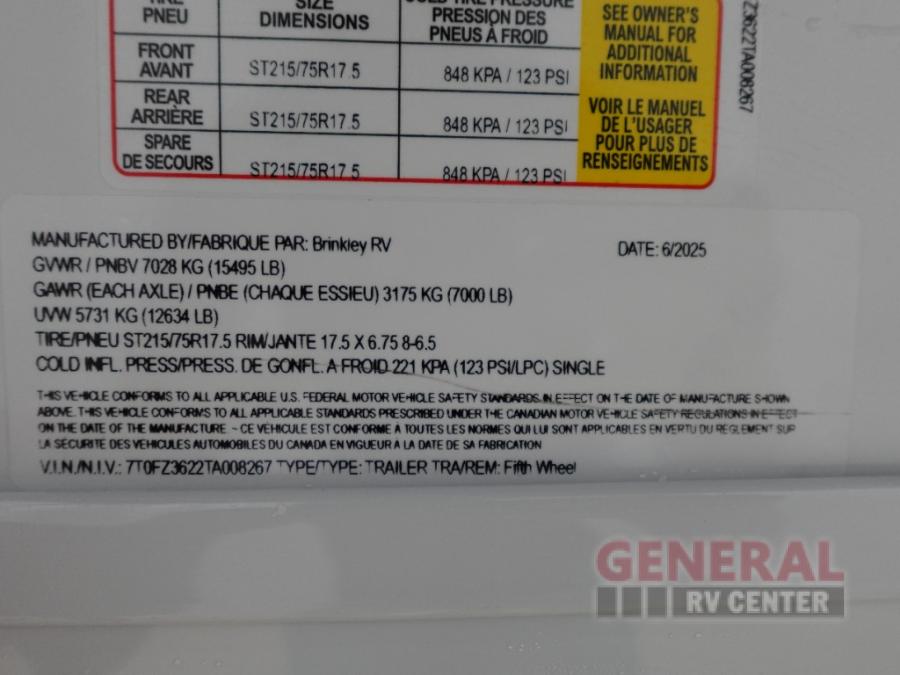 TIRE SIZE COLD TIRE PRESSURE
PNEU DIMENSIONS PRESSION DES
PNEUS À FROID
SEE OWNER'S
MANUAL FOR
ADDITIONAL
INFORMATION
FRONT
AVANT ST215/75R17.5 848 KPA / 123 PSI
REAR
ARRIÈRE ST215/75R17.5 848 KPA / 123 PSI
SPARE
DE SECOURS ST215/75R17.5 848 KPA / 123 PSI
VOIR LE MANUEL
DE L'USAGER
POUR PLUS DE
RENSEIGNEMENTS
Z3622TA008267
MANUFACTURED BY/FABRIQUE PAR: Brinkley RV DATE: 6/2025
GVWR / PNBV 7028 KG (15495 LB)
GAWR (EACH AXLE) / PNBE (CHAQUE ESSIEU) 3175 KG (7000 LB)
UVW 5731 KG (12634 LB)
TIRE/PNEU ST215/75R17.5 RIM/JANTE 17.5 X 6.75 8-6.5
COLD INFL. PRESS/PRESS. DE GONFL. A FROID 221 KPA (123 PSI/LPC) SINGLE
THIS VEHICLE CONFORMS TO ALL APPLICABLE U.S. FEDERAL MOTOR VEHICLE SAFETY STANDARDS IN EFFECT ON THE DATE OF MANUFACTURE SHOWN
ABOVE. THIS VEHICLE CONFORMS TO ALL APPLICABLE STANDARDS PRESCRIBED UNDER THE CANADIAN MOTOR VEHICLE SAFETY REGULATIONS IN EFFECT
ON THE DATE OF THE MANUFACTURE - CE VÉHICULE EST CONFORME À TOUTES LES NORMES QUI LUI SONT APPLICABLES EN VERTU DU RÈGLEMENT SUR
LA SÉCURITÉ DES VÉHICULES AUTOMOBILES DU CANADA EN VIGUEUR À LA DATE DE SA FABRICATION
V.I.N./N.I.V.: 7T0FZ3622TA008267 TYPE/TYPE: TRAILER TRA/REM: Fifth Wheel
GENERAL
RV CENTER